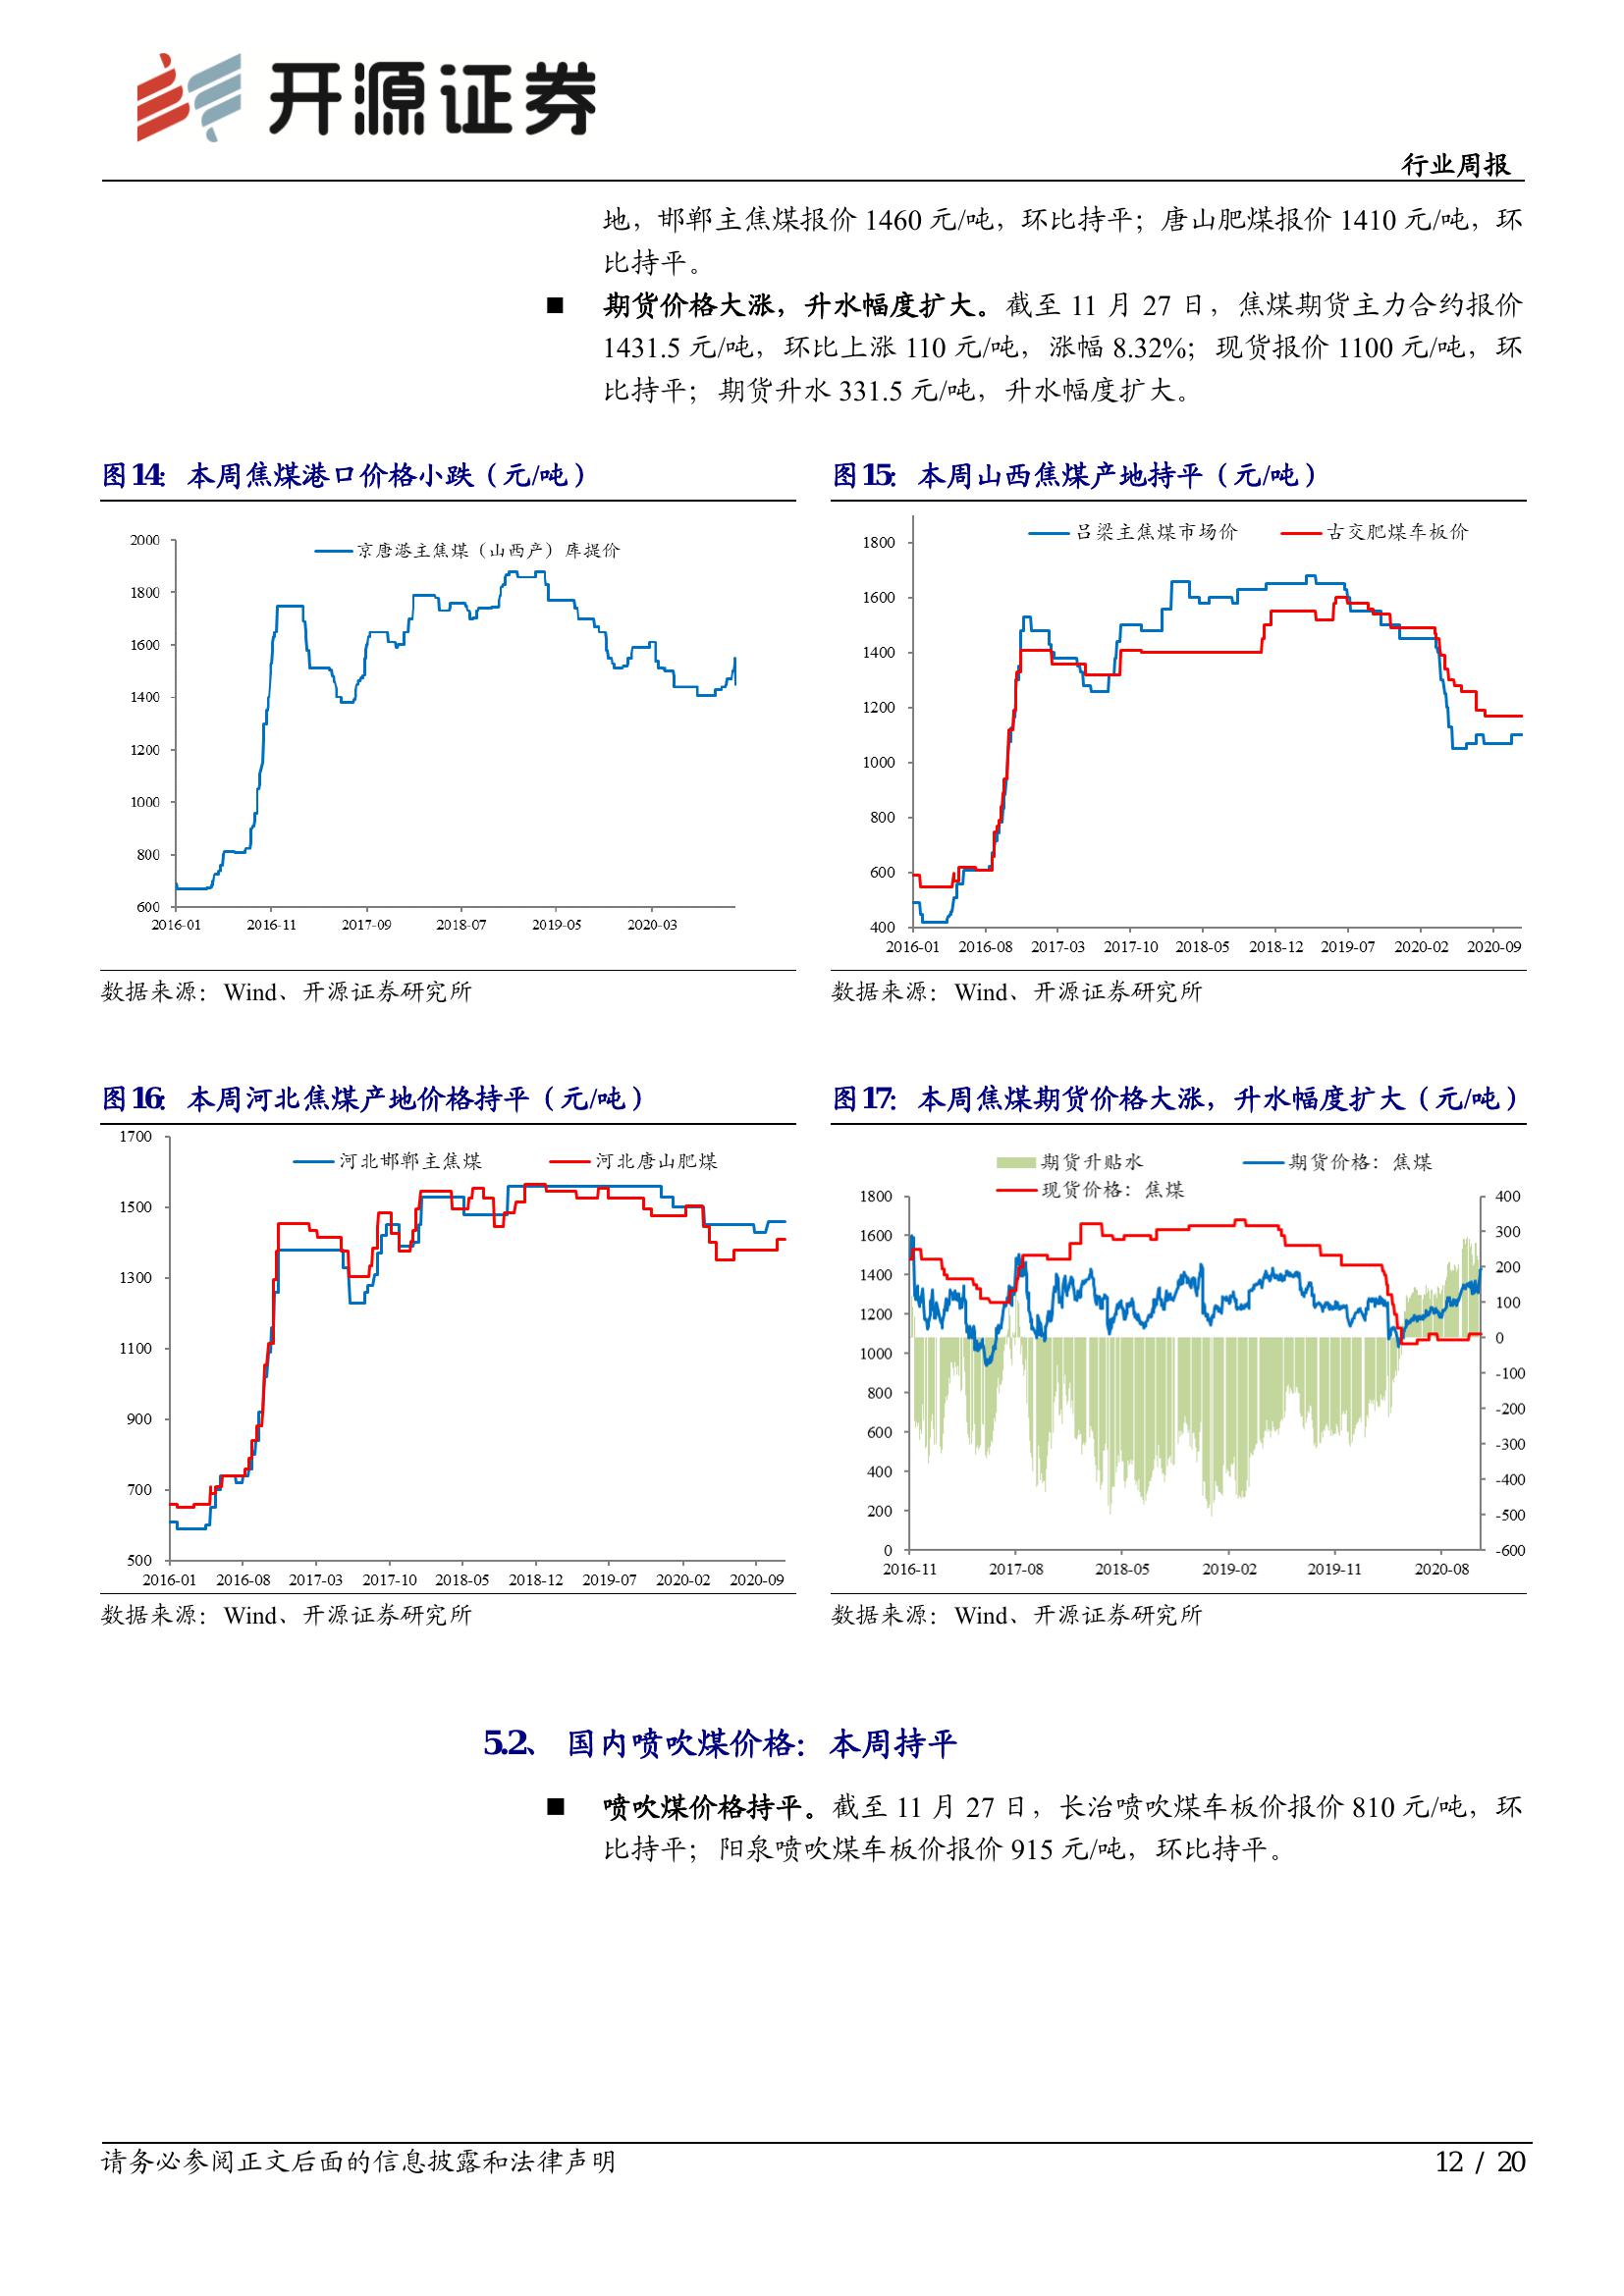 开源证券
行业周报
地，邯郸主焦煤报价 1460 元/吨，环比持平；唐山肥煤报价 1410 元/吨，环
比持平。
■ 期货价格大涨，升水幅度扩大。截至 11 月 27 日，焦煤期货主力合约报价
1431.5 元/吨，环比上涨 110 元/吨，涨幅 8.32%；现货报价 1100 元/吨，环
比持平；期货升水 331.5 元/吨，升水幅度扩大。
图14：本周焦煤港口价格小跌（元/吨）
京唐港主焦煤（山西产）库提价
2000
1800
1600
1400
1200
1000
800
600
2016-01 2016-11 2017-09 2018-07 2019-05 2020-03
数据来源：Wind、开源证券研究所
图15：本周山西焦煤产地持平（元/吨）
吕梁主焦煤市场价 古交肥煤车板价
1800
1600
1400
1200
1000
800
600
400
2016-01 2016-08 2017-03 2017-10 2018-05 2018-12 2019-07 2020-02 2020-09
数据来源：Wind、开源证券研究所
图16：本周河北焦煤产地价格持平（元/吨）
河北邯郸主焦煤 河北唐山肥煤
1700
1500
1300
1100
900
700
500
2016-01 2016-08 2017-03 2017-10 2018-05 2018-12 2019-07 2020-02 2020-09
数据来源：Wind、开源证券研究所
图17：本周焦煤期货价格大涨，升水幅度扩大（元/吨）
期货升贴水 期货价格：焦煤
现货价格：焦煤
1800 400
1600 300
1400 200
1200 100
1000 0
800 -100
600 -200
400 -300
200 -400
0 -500
-600
2016-11 2017-08 2018-05 2019-02 2019-11 2020-08
数据来源：Wind、开源证券研究所
5.2、 国内喷吹煤价格：本周持平
■ 喷吹煤价格持平。截至 11 月 27 日，长治喷吹煤车板价报价 810 元/吨，环
比持平；阳泉喷吹煤车板价报价 915 元/吨，环比持平。
请务必参阅正文后面的信息披露和法律声明
12 / 20